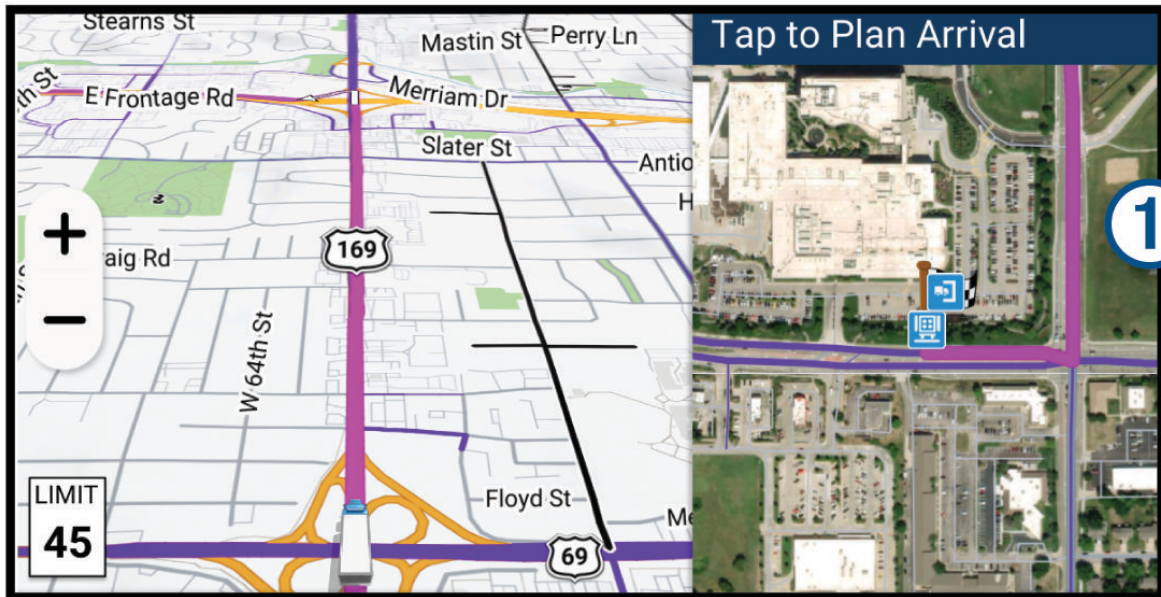 Stearns St
Mastin St
Perry Ln
th St
E Frontage Rd
Merriam Dr
Slater St
Antio
H
169
aig Rd
W 64th St
Floyd St
Me
69
+
−
LIMIT
45
Tap to Plan Arrival
1